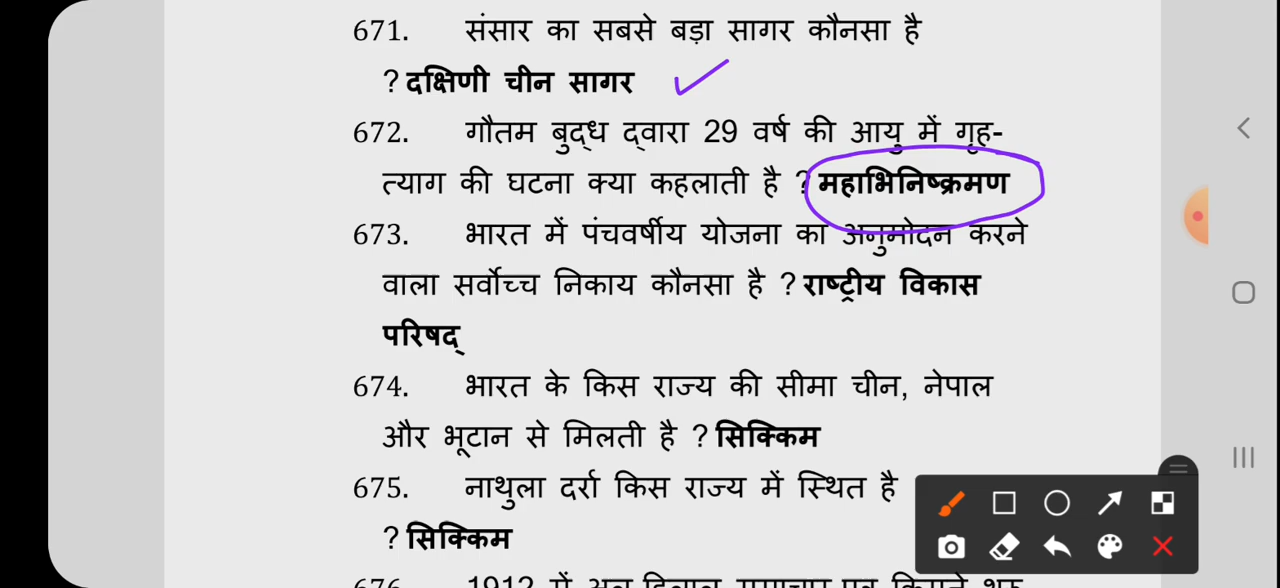 671. संसार का सबसे बड़ा सागर कौनसा है
? दक्षिणी चीन सागर
672. गौतम बुद्ध द्वारा 29 वर्ष की आयु में गृह-
त्याग की घटना क्या कहलाती है ? महाभिनिष्क्रमण
673. भारत में पंचवर्षीय योजना का अनुमोदन करने
वाला सर्वोच्च निकाय कौनसा है ? राष्ट्रीय विकास
परिषद्
674. भारत के किस राज्य की सीमा चीन, नेपाल
और भूटान से मिलती है ? सिक्किम
675. नाथुला दर्रा किस राज्य में स्थित है
? सिक्किम